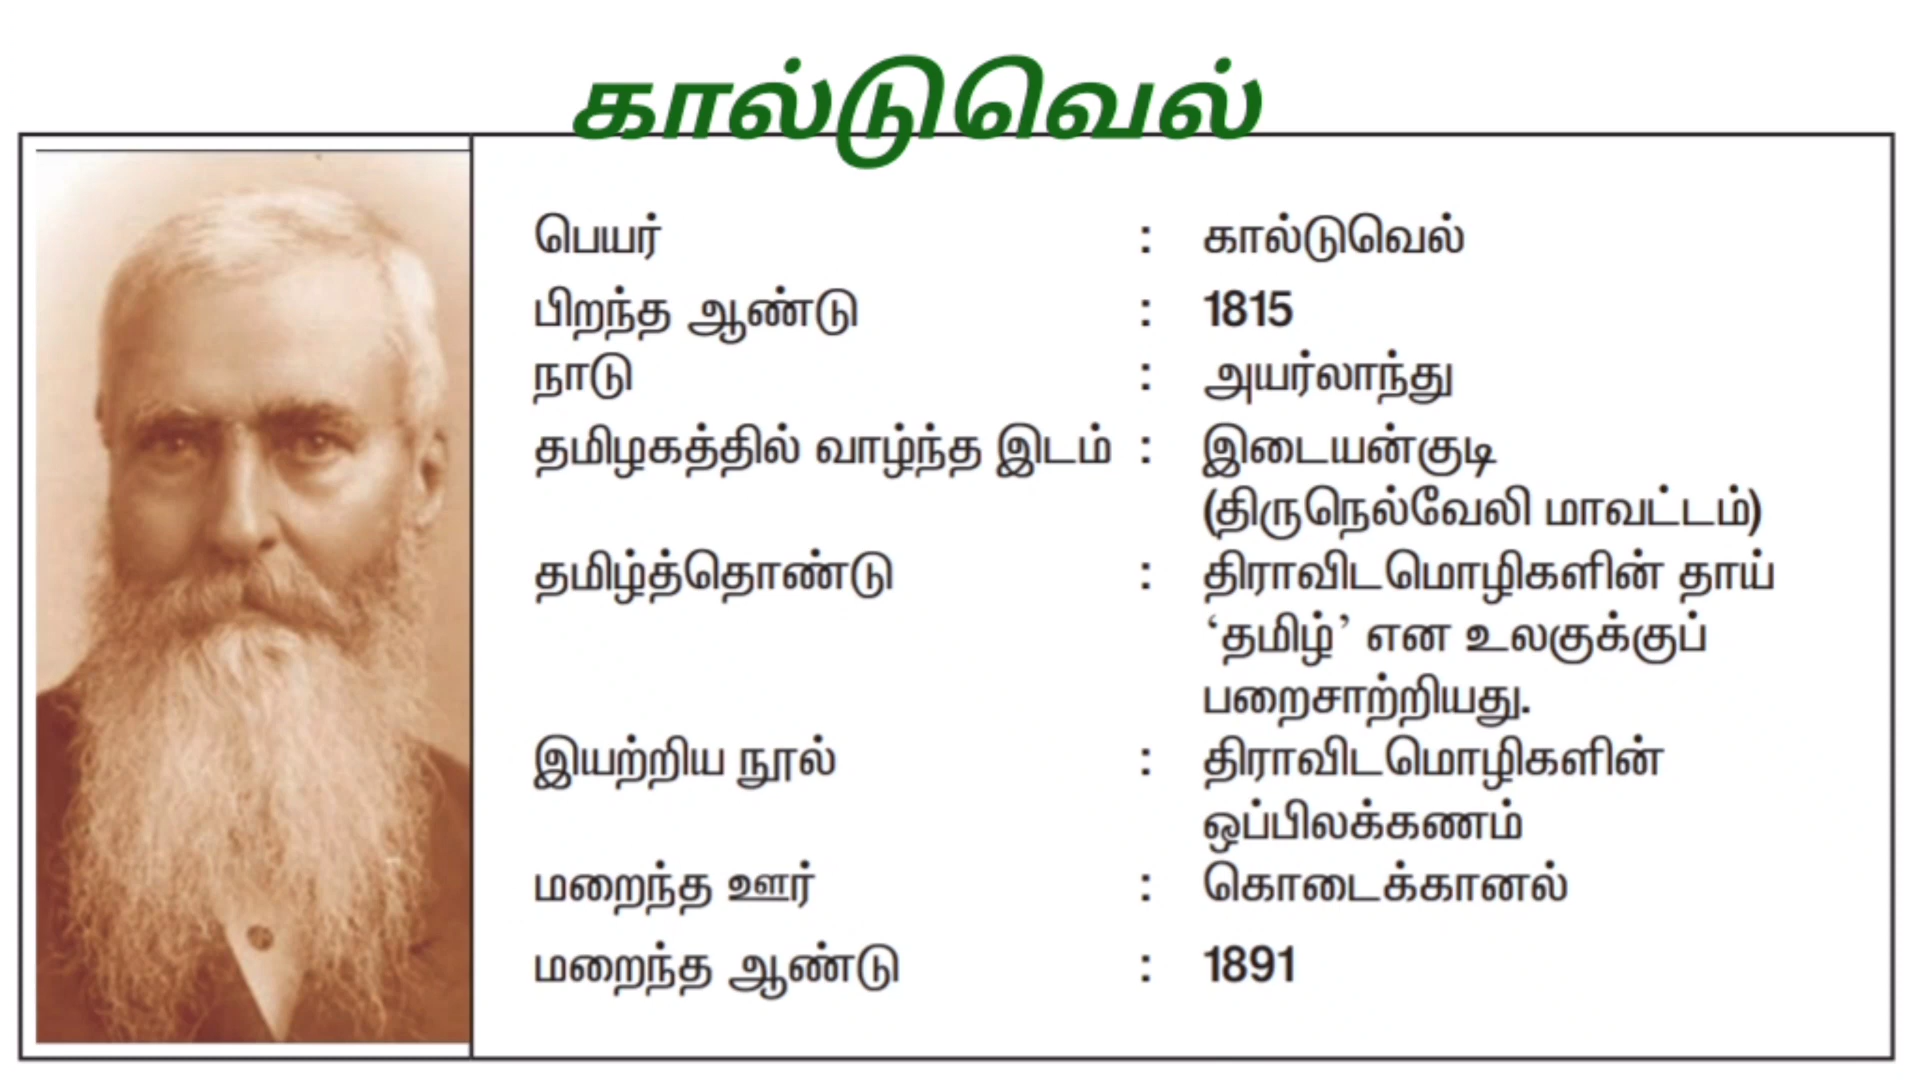 கால்டுவெல்
பெயர் : கால்டுவெல்
பிறந்த ஆண்டு : 1815
நாடு : அயர்லாந்து
தமிழகத்தில் வாழ்ந்த இடம் : இடையன்குடி
(திருநெல்வேலி மாவட்டம்)
தமிழ்த்தொண்டு : திராவிடமொழிகளின் தாய்
‘தமிழ்’ என உலகுக்குப்
பறைசாற்றியது.
இயற்றிய நூல் : திராவிடமொழிகளின்
ஒப்பிலக்கணம்
மறைந்த ஊர் : கொடைக்கானல்
மறைந்த ஆண்டு : 1891